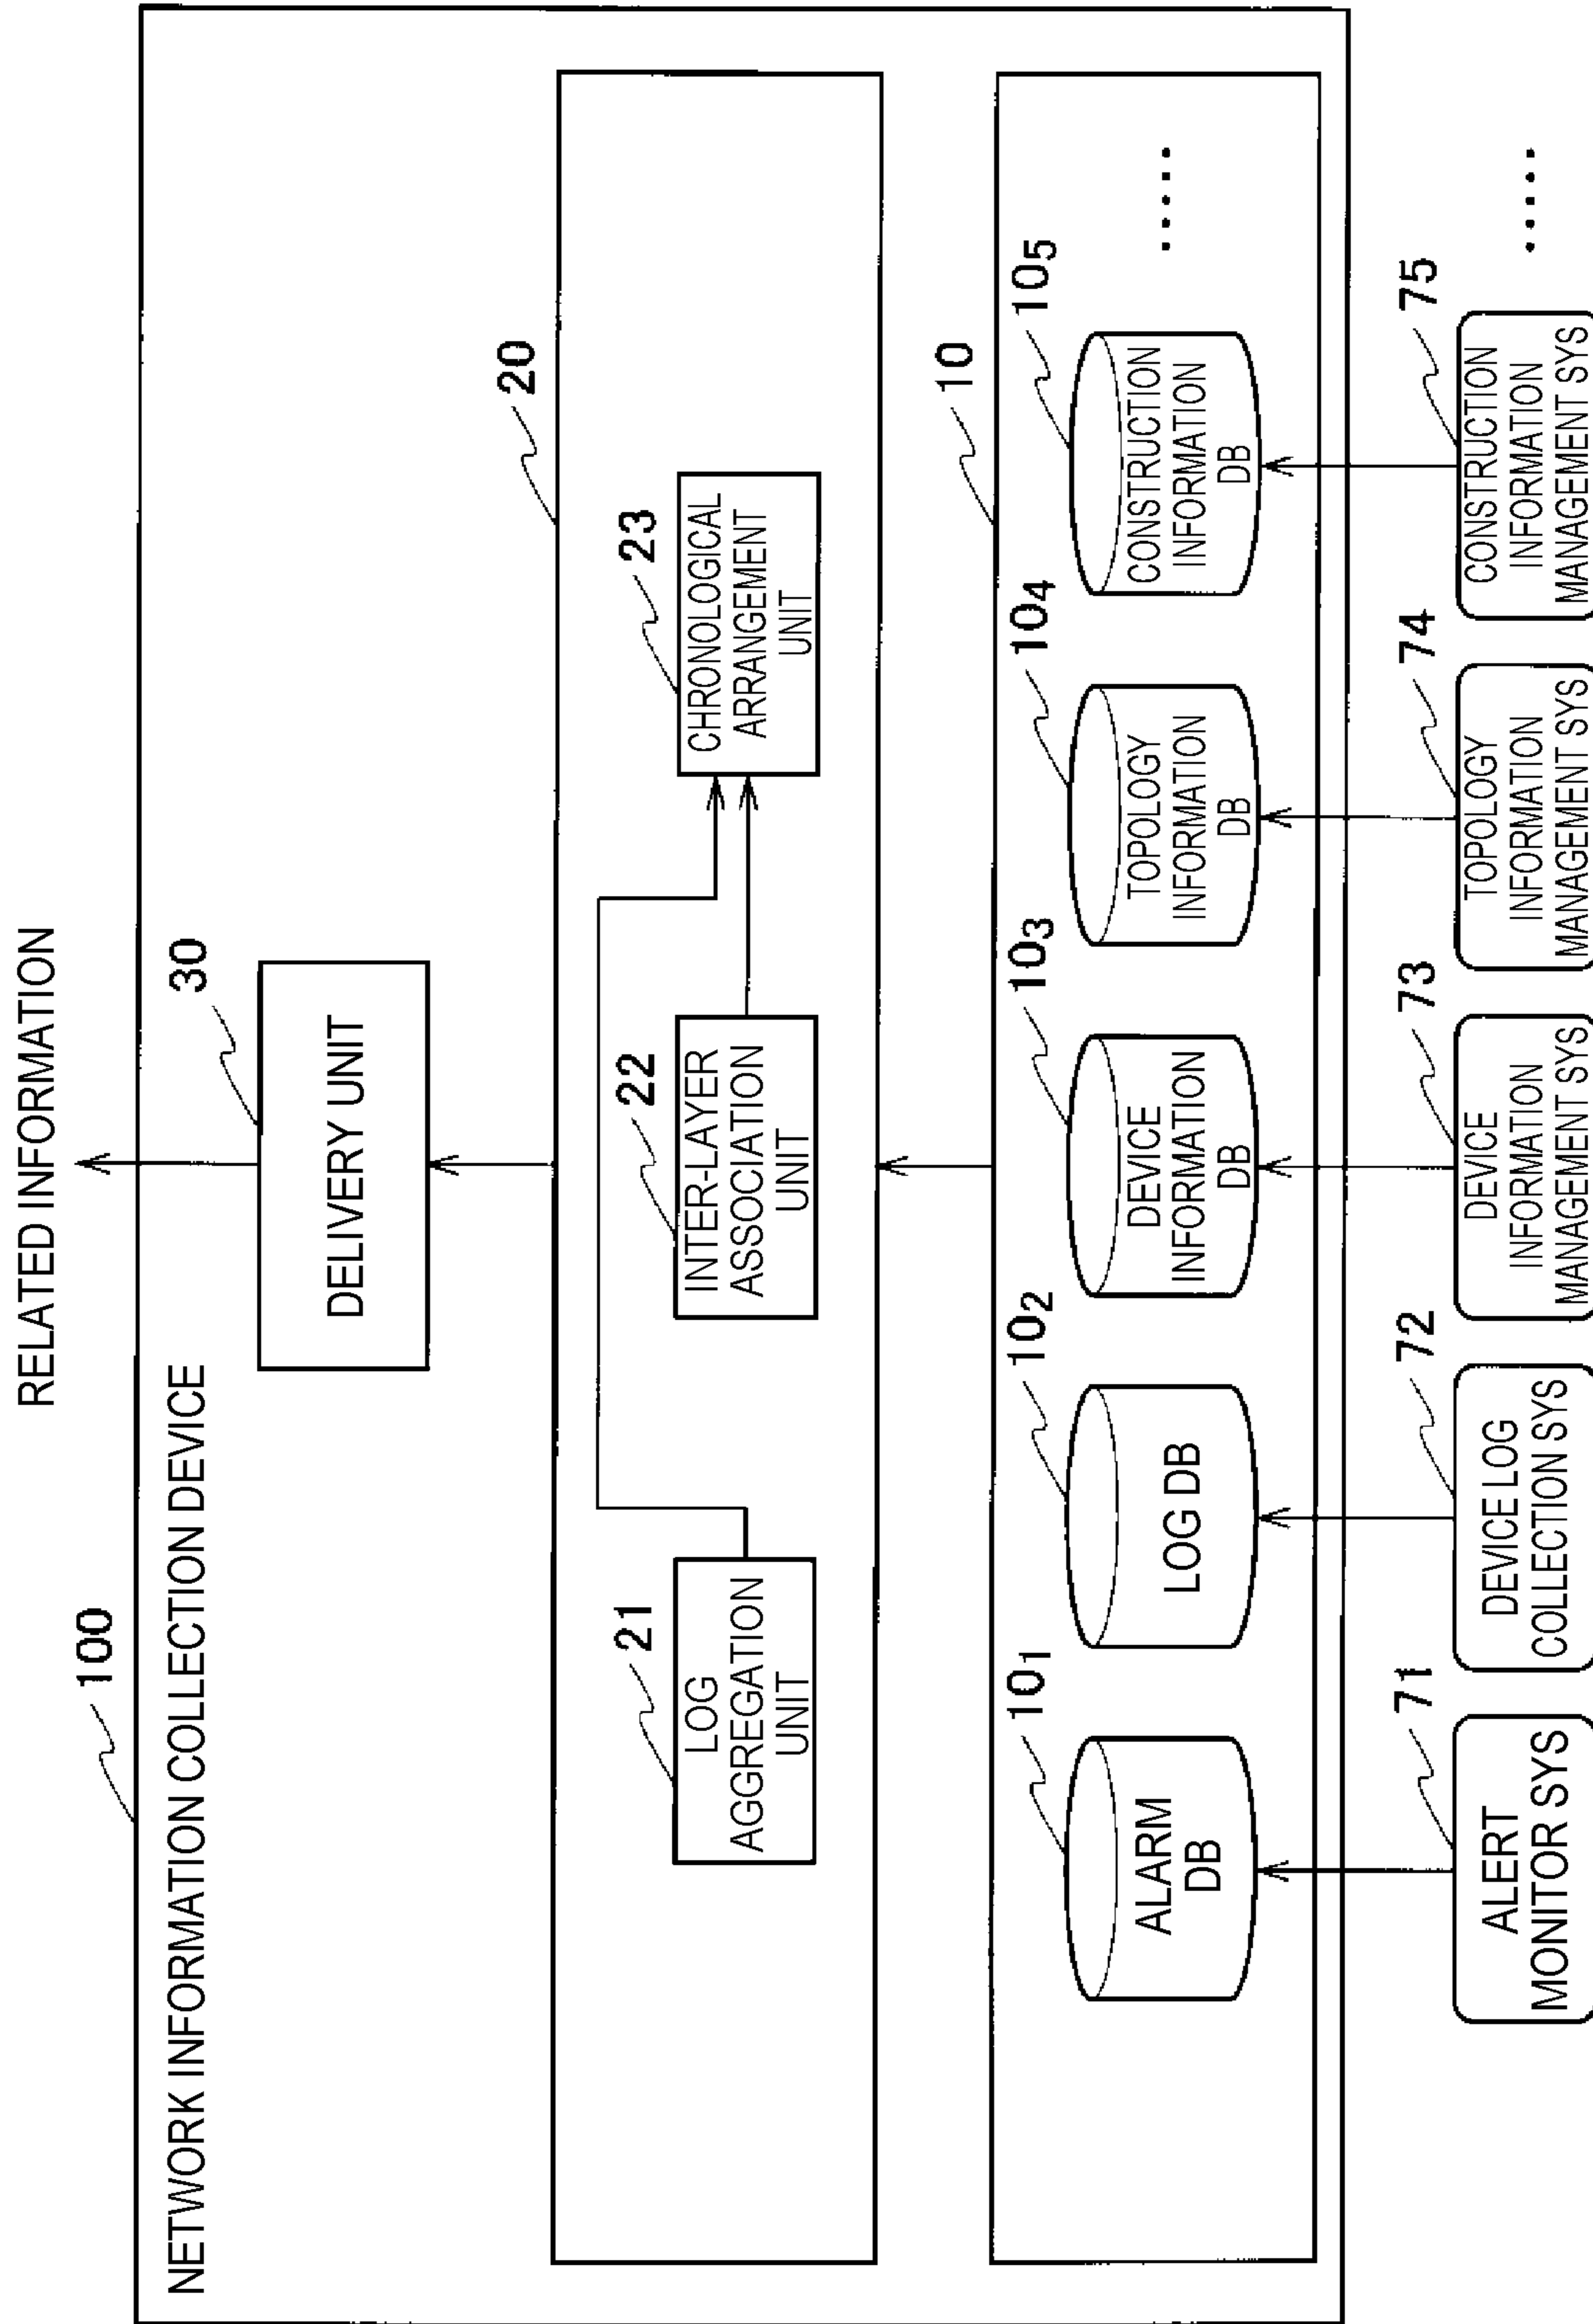 RELATED INFORMATION
100
NETWORK INFORMATION COLLECTION DEVICE
30
DELIVERY UNIT
20
21
LOG
AGGREGATION
UNIT
22
INTER-LAYER
ASSOCIATION
UNIT
23
CHRONOLOGICAL
ARRANGEMENT
UNIT
10
10₁
ALARM
DB
10₂
LOG DB
10₃
DEVICE
INFORMATION
DB
10₄
TOPOLOGY
INFORMATION
DB
10₅
CONSTRUCTION
INFORMATION
DB
.....
71
ALERT
MONITOR SYS
72
DEVICE LOG
COLLECTION SYS
73
DEVICE
INFORMATION
MANAGEMENT SYS
74
TOPOLOGY
INFORMATION
MANAGEMENT SYS
75
CONSTRUCTION
INFORMATION
MANAGEMENT SYS
.....